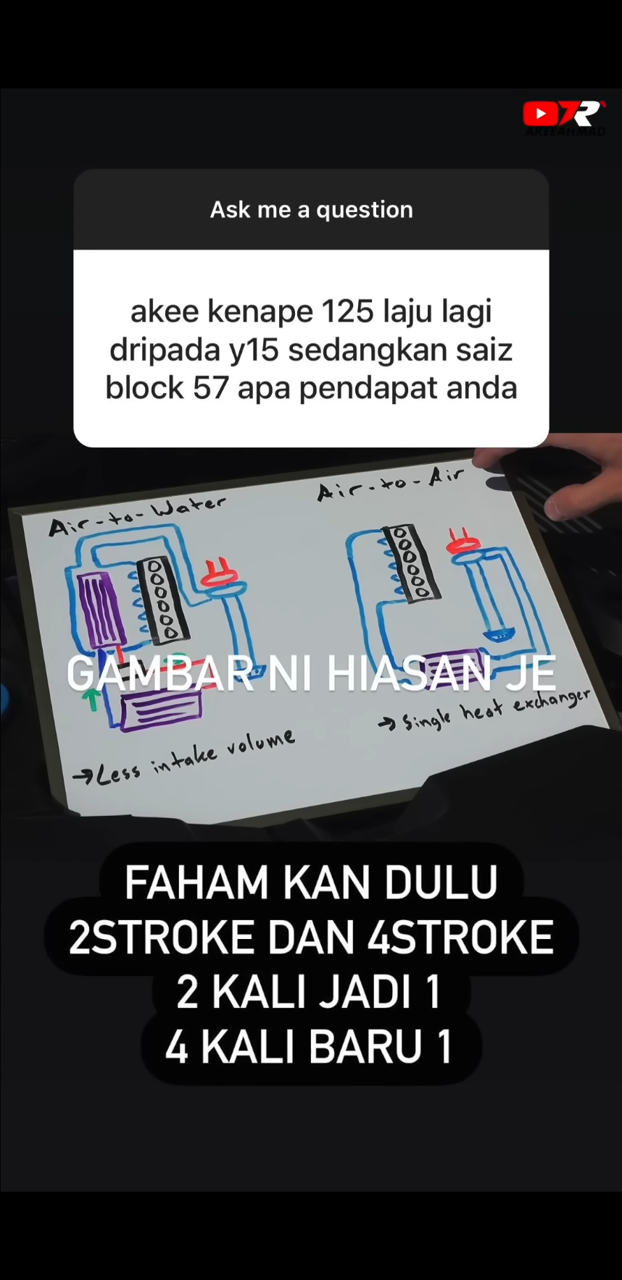 7R
AKEEAHMAD
Ask me a question
akee kenape 125 laju lagi
dripada y15 sedangkan saiz
block 57 apa pendapat anda
Air-to-Water
Air-to-Air
GAMBAR NI HIASAN JE
→ Single heat exchanger
→ Less intake volume
FAHAM KAN DULU
2STROKE DAN 4STROKE
2 KALI JADI 1
4 KALI BARU 1